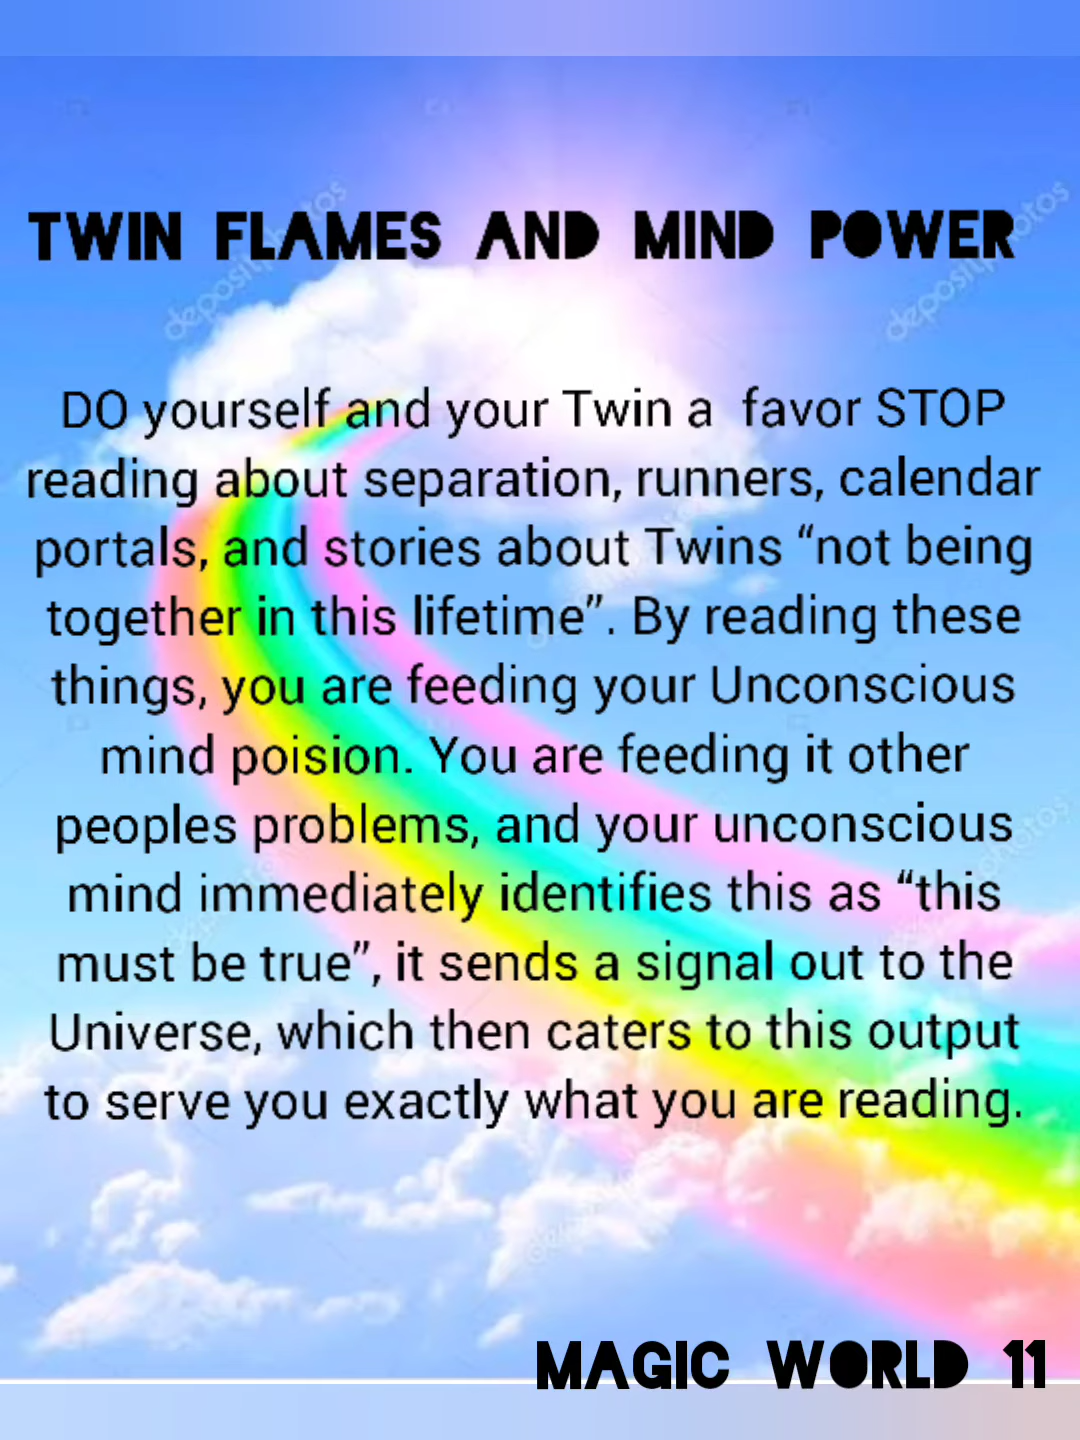 TWIN FLAMES AND MIND POWER
DO yourself and your Twin a favor STOP
reading about separation, runners, calendar
portals, and stories about Twins “not being
together in this lifetime”. By reading these
things, you are feeding your Unconscious
mind poision. You are feeding it other
peoples problems, and your unconscious
mind immediately identifies this as “this
must be true”, it sends a signal out to the
Universe, which then caters to this output
to serve you exactly what you are reading.
MAGIC WORLD 11